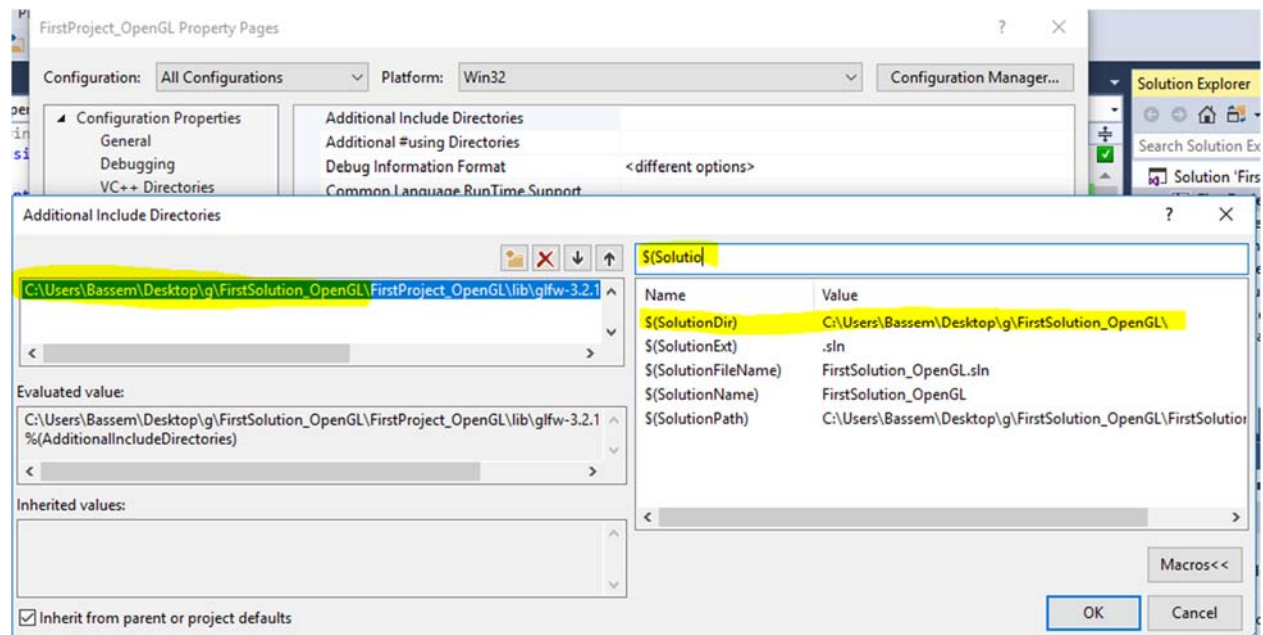 FirstProject_OpenGL Property Pages
? ×
Configuration: All Configurations Platform: Win32 Configuration Manager...
Solution Explorer
Configuration Properties
General
Debugging
VC++ Directories
Additional Include Directories
Additional #using Directories
Debug Information Format <different options>
Common Language RunTime Support
Search Solution Ex
Solution 'Firs
Additional Include Directories
? ×
C:\Users\Bassem\Desktop\g\FirstSolution_OpenGL\FirstProject_OpenGL\lib\glfw-3.2.1
Evaluated value:
C:\Users\Bassem\Desktop\g\FirstSolution_OpenGL\FirstProject_OpenGL\lib\glfw-3.2.1
%(AdditionalIncludeDirectories)
Inherited values:
Inherit from parent or project defaults
$(Solutio
Name Value
$(SolutionDir) C:\Users\Bassem\Desktop\g\FirstSolution_OpenGL\
$(SolutionExt) .sln
$(SolutionFileName) FirstSolution_OpenGL.sln
$(SolutionName) FirstSolution_OpenGL
$(SolutionPath) C:\Users\Bassem\Desktop\g\FirstSolution_OpenGL\FirstSolution
Macros<<
OK Cancel